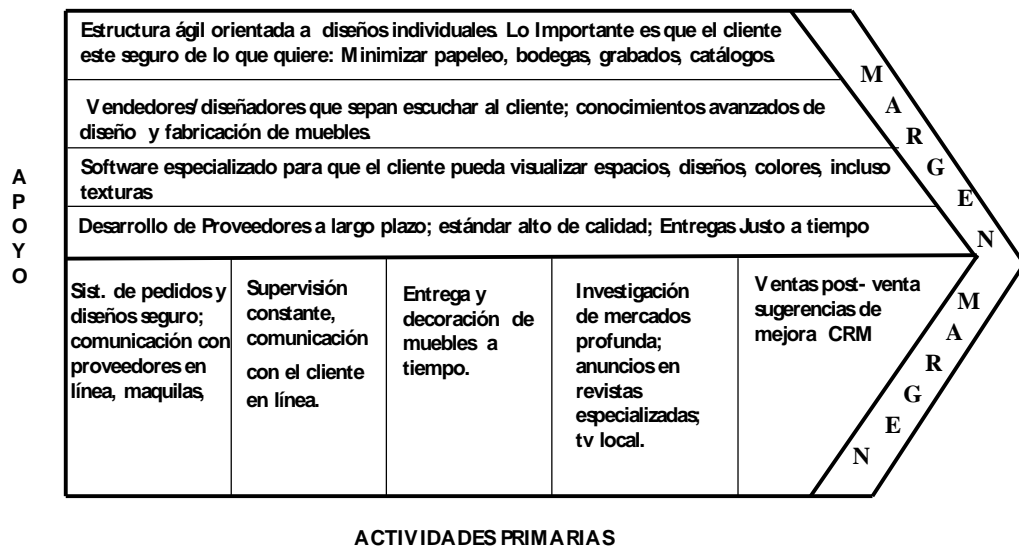 Estructura ágil orientada a diseños individuales. Lo Importante es que el cliente
este seguro de lo que quiere: Minimizar papeleo, bodegas, grabados, catálogos.
Vendedores/ diseñadores que sepan escuchar al cliente; conocimientos avanzados de
diseño y fabricación de muebles.
Software especializado para que el cliente pueda visualizar espacios, diseños, colores, incluso
texturas
Desarrollo de Proveedores a largo plazo; estándar alto de calidad; Entregas Justo a tiempo
APOYO
MARGEN
Sist. de pedidos y
diseños seguro;
comunicación con
proveedores en
línea, maquilas,
Supervisión
constante,
comunicación
con el cliente
en línea.
Entrega y
decoración de
muebles a
tiempo.
Investigación
de mercados
profunda;
anuncios en
revistas
especializadas;
tv local.
Ventas post- venta
sugerencias de
mejora CRM
MARGEN
ACTIVIDADES PRIMARIAS